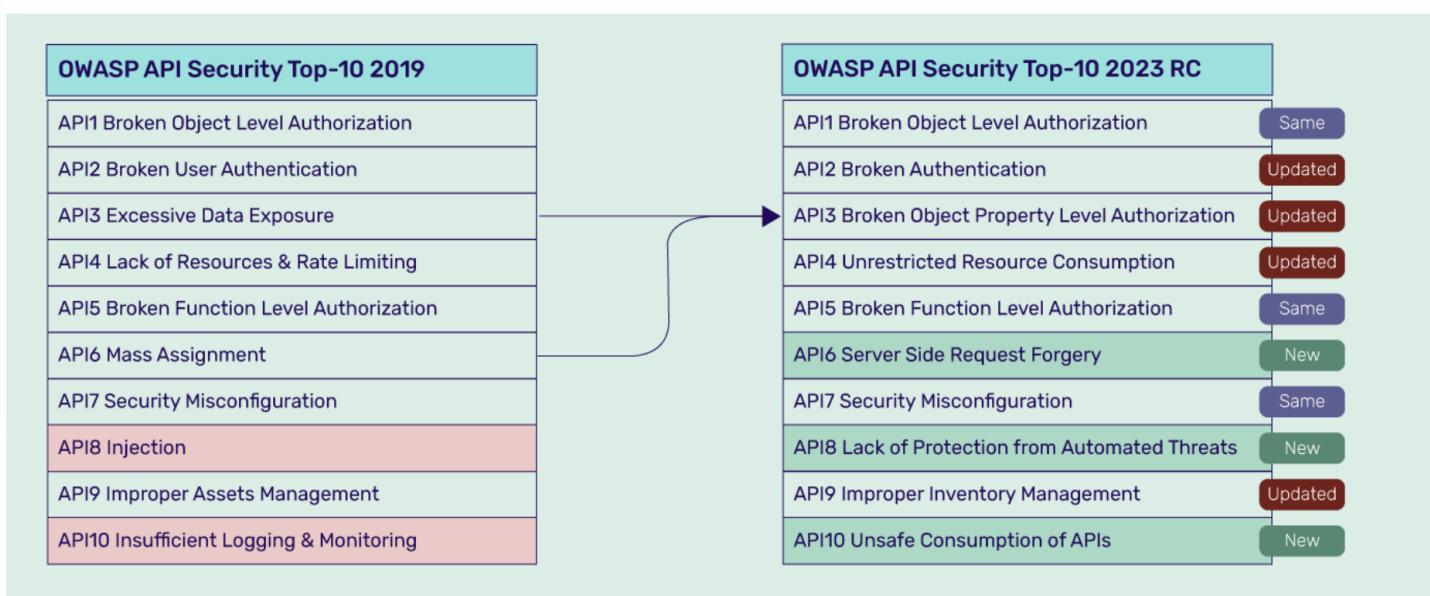 OWASP API Security Top-10 2019
API1 Broken Object Level Authorization
API2 Broken User Authentication
API3 Excessive Data Exposure
API4 Lack of Resources & Rate Limiting
API5 Broken Function Level Authorization
API6 Mass Assignment
API7 Security Misconfiguration
API8 Injection
API9 Improper Assets Management
API10 Insufficient Logging & Monitoring
OWASP API Security Top-10 2023 RC
API1 Broken Object Level Authorization Same
API2 Broken Authentication Updated
API3 Broken Object Property Level Authorization Updated
API4 Unrestricted Resource Consumption Updated
API5 Broken Function Level Authorization Same
API6 Server Side Request Forgery New
API7 Security Misconfiguration Same
API8 Lack of Protection from Automated Threats New
API9 Improper Inventory Management Updated
API10 Unsafe Consumption of APIs New